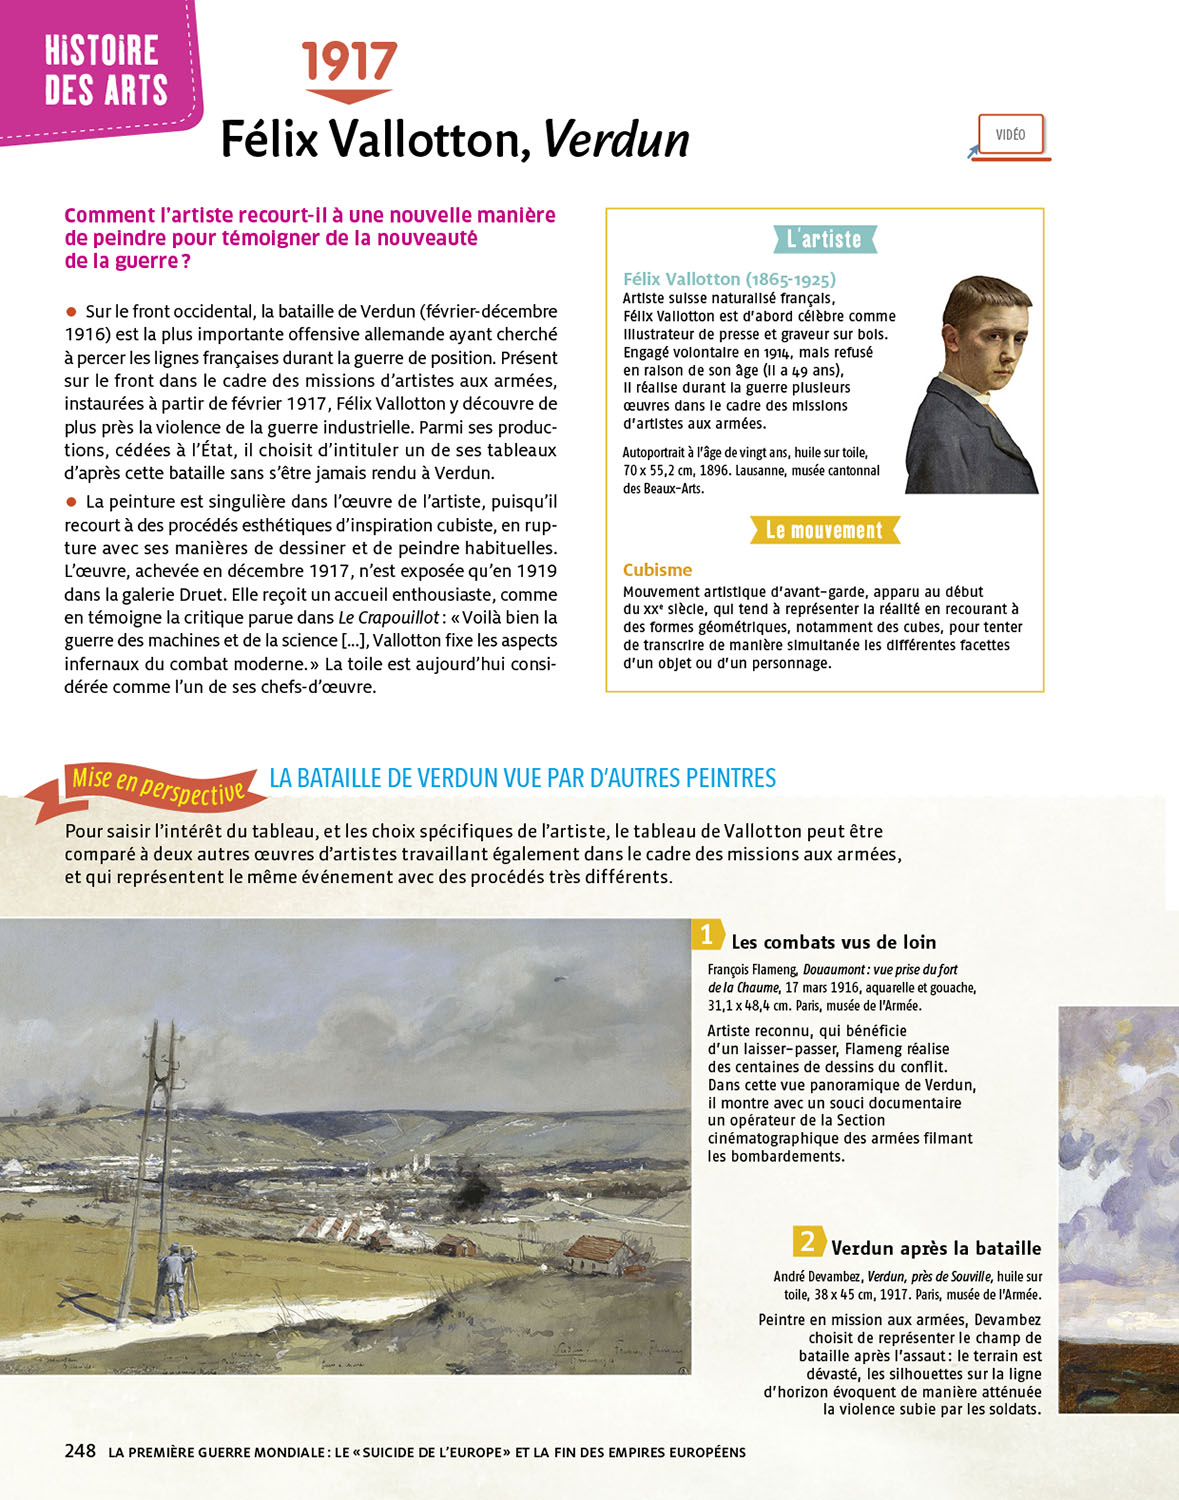 HiSTOiRE
DES ARTS
1917
Félix Vallotton, Verdun
VIDÉO
Comment l'artiste recourt-il à une nouvelle manière
de peindre pour témoigner de la nouveauté
de la guerre ?
• Sur le front occidental, la bataille de Verdun (février-décembre
1916) est la plus importante offensive allemande ayant cherché
à percer les lignes françaises durant la guerre de position. Présent
sur le front dans le cadre des missions d'artistes aux armées,
instaurées à partir de février 1917, Félix Vallotton y découvre de
plus près la violence de la guerre industrielle. Parmi ses produc-
tions, cédées à l'État, il choisit d'intituler un de ses tableaux
d'après cette bataille sans s'être jamais rendu à Verdun.
• La peinture est singulière dans l'œuvre de l'artiste, puisqu'il
recourt à des procédés esthétiques d'inspiration cubiste, en rup-
ture avec ses manières de dessiner et de peindre habituelles.
L'œuvre, achevée en décembre 1917, n'est exposée qu'en 1919
dans la galerie Druet. Elle reçoit un accueil enthousiaste, comme
en témoigne la critique parue dans Le Crapouillot : « Voilà bien la
guerre des machines et de la science [...], Vallotton fixe les aspects
infernaux du combat moderne. » La toile est aujourd'hui consi-
dérée comme l'un de ses chefs-d'œuvre.
L'artiste
Félix Vallotton (1865-1925)
Artiste suisse naturalisé français,
Félix Vallotton est d'abord célèbre comme
illustrateur de presse et graveur sur bois.
Engagé volontaire en 1914, mais refusé
en raison de son âge (il a 49 ans),
il réalise durant la guerre plusieurs
œuvres dans le cadre des missions
d'artistes aux armées.
Autoportrait à l'âge de vingt ans, huile sur toile,
70 x 55,2 cm, 1896. Lausanne, musée cantonnal
des Beaux-Arts.
Le mouvement
Cubisme
Mouvement artistique d'avant-garde, apparu au début
du XXe siècle, qui tend à représenter la réalité en recourant à
des formes géométriques, notamment des cubes, pour tenter
de transcrire de manière simultanée les différentes facettes
d'un objet ou d'un personnage.
Mise en perspective
LA BATAILLE DE VERDUN VUE PAR D'AUTRES PEINTRES
Pour saisir l'intérêt du tableau, et les choix spécifiques de l'artiste, le tableau de Vallotton peut être
comparé à deux autres œuvres d'artistes travaillant également dans le cadre des missions aux armées,
et qui représentent le même événement avec des procédés très différents.
1 Les combats vus de loin
François Flameng, Douaumont : vue prise du fort
de la Chaume, 17 mars 1916, aquarelle et gouache,
31,1 x 48,4 cm. Paris, musée de l'Armée.
Artiste reconnu, qui bénéficie
d'un laisser-passer, Flameng réalise
des centaines de dessins du conflit.
Dans cette vue panoramique de Verdun,
il montre avec un souci documentaire
un opérateur de la Section
cinématographique des armées filmant
les bombardements.
2 Verdun après la bataille
André Devambez, Verdun, près de Souville, huile sur
toile, 38 x 45 cm, 1917. Paris, musée de l'Armée.
Peintre en mission aux armées, Devambez
choisit de représenter le champ de
bataille après l'assaut : le terrain est
dévasté, les silhouettes sur la ligne
d'horizon évoquent de manière atténuée
la violence subie par les soldats.
248 LA PREMIÈRE GUERRE MONDIALE : LE « SUICIDE DE L'EUROPE » ET LA FIN DES EMPIRES EUROPÉENS